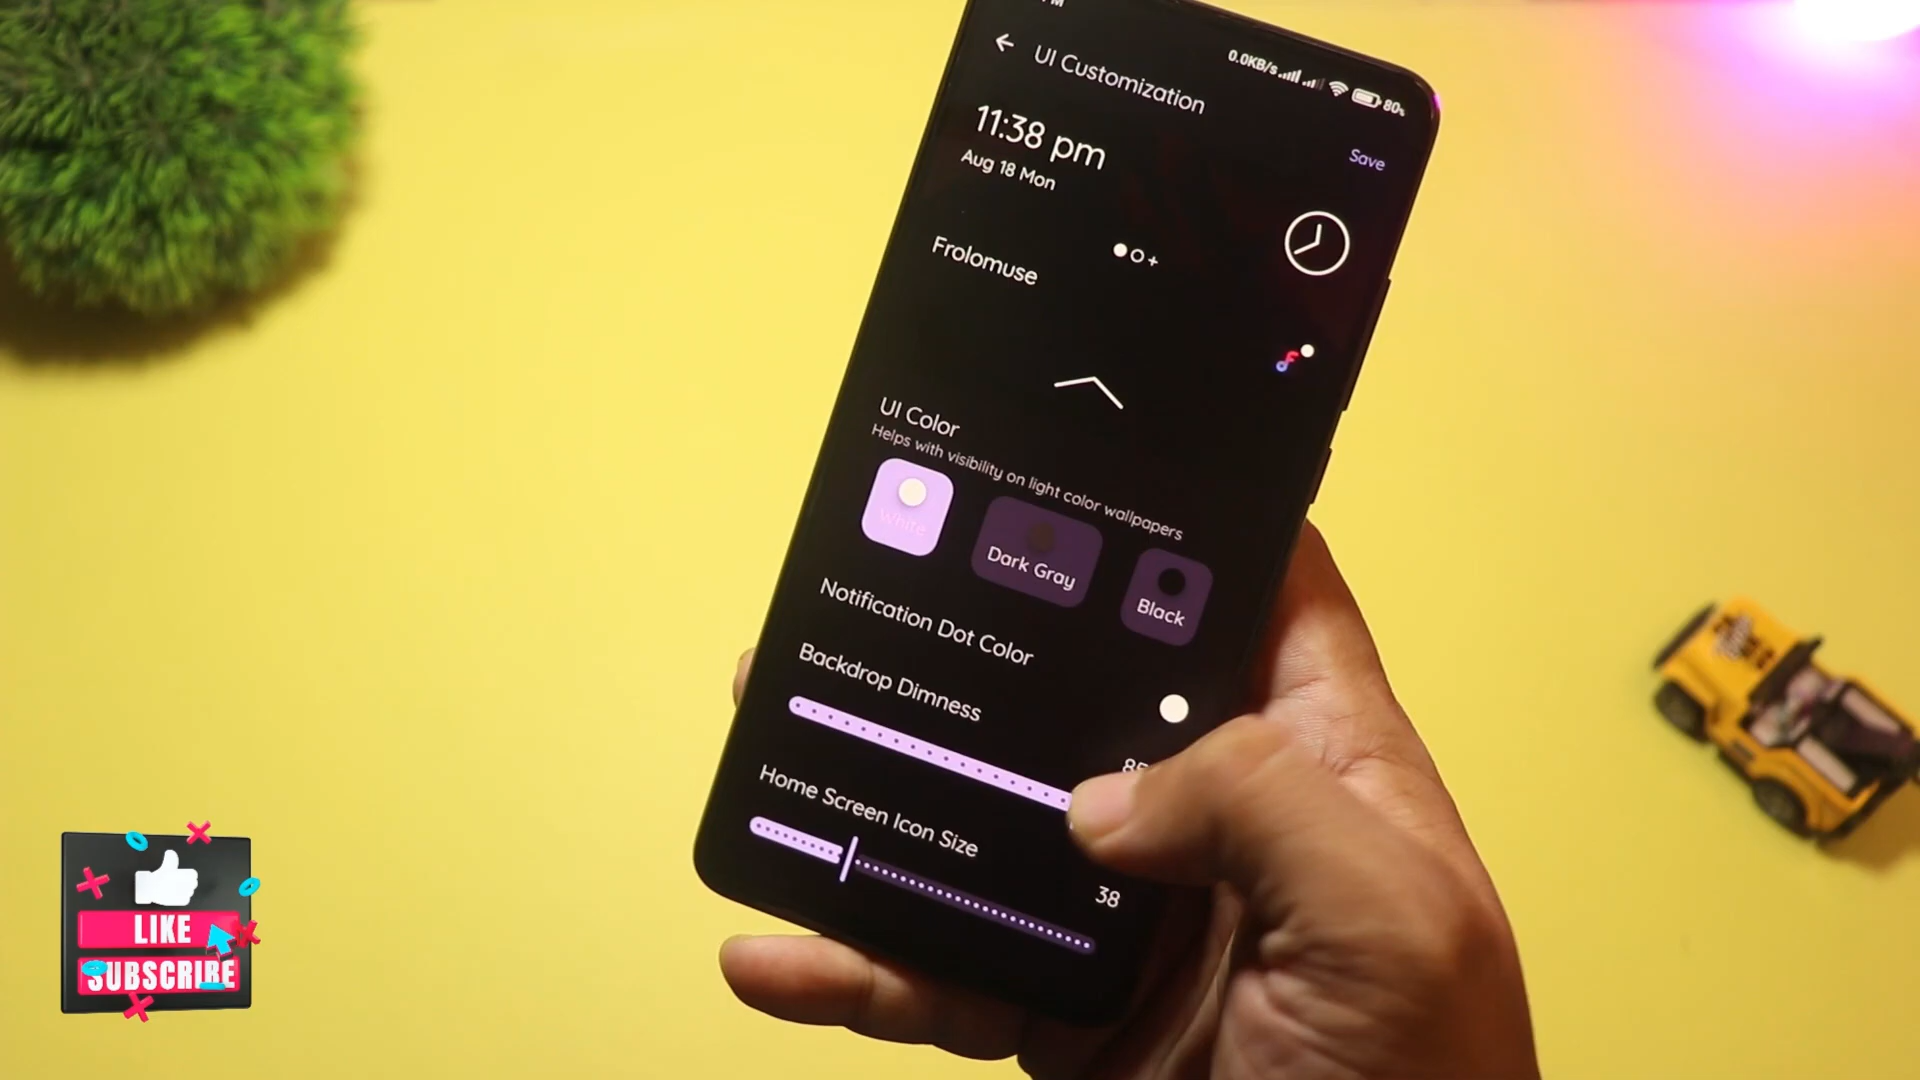 PM
0.0KB/s 80%
UI Customization
11:38 pm
Save
Aug 18 Mon
Frolomuse
UI Color
Helps with visibility on light color wallpapers
White
Dark Gray
Black
Notification Dot Color
Backdrop Dimness
Home Screen Icon Size
38
LIKE
SUBSCRIBE